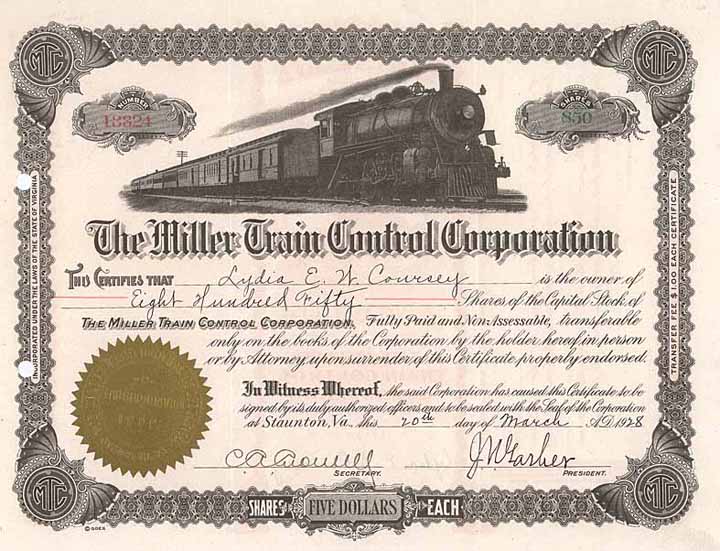 MTC
MTC
NUMBER
13324
SHARES
850
The Miller Train Control Corporation
THIS CERTIFIES THAT Lydia E. W. Coursey is the owner of
Eight Hundred Fifty Shares of the Capital Stock of
THE MILLER TRAIN CONTROL CORPORATION, Fully Paid and Non-Assessable, transferable
only on the books of the Corporation by the holder hereof in person
or by Attorney upon surrender of this Certificate properly endorsed.
In Witness Whereof, the said Corporation has caused this Certificate to be
signed by its duly authorized officers and to be sealed with the Seal of the Corporation
at Staunton, Va. this 20th day of March A.D. 1928
SECRETARY.
PRESIDENT.
INCORPORATED UNDER THE LAWS OF THE STATE OF VIRGINIA
TRANSFER FEE $1.00 EACH CERTIFICATE
MTC
MTC
SHARES FIVE DOLLARS EACH
© GOES